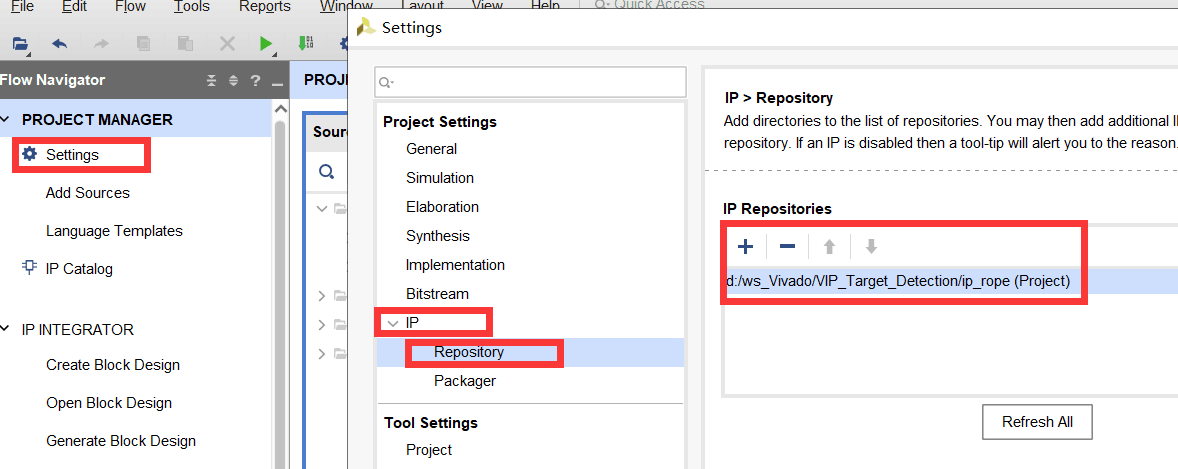 File Edit Flow Tools Reports Window Layout View Help Quick Access
Settings
Flow Navigator
?
PROJECT MANAGER
Settings
Add Sources
Language Templates
IP Catalog
IP INTEGRATOR
Create Block Design
Open Block Design
Generate Block Design
PROJ
Sourc
Project Settings
General
Simulation
Elaboration
Synthesis
Implementation
Bitstream
IP
Repository
Packager
Tool Settings
Project
IP > Repository
Add directories to the list of repositories. You may then add additional I
repository. If an IP is disabled then a tool-tip will alert you to the reason.
IP Repositories
d:/ws_Vivado/VIP_Target_Detection/ip_rope (Project)
Refresh All